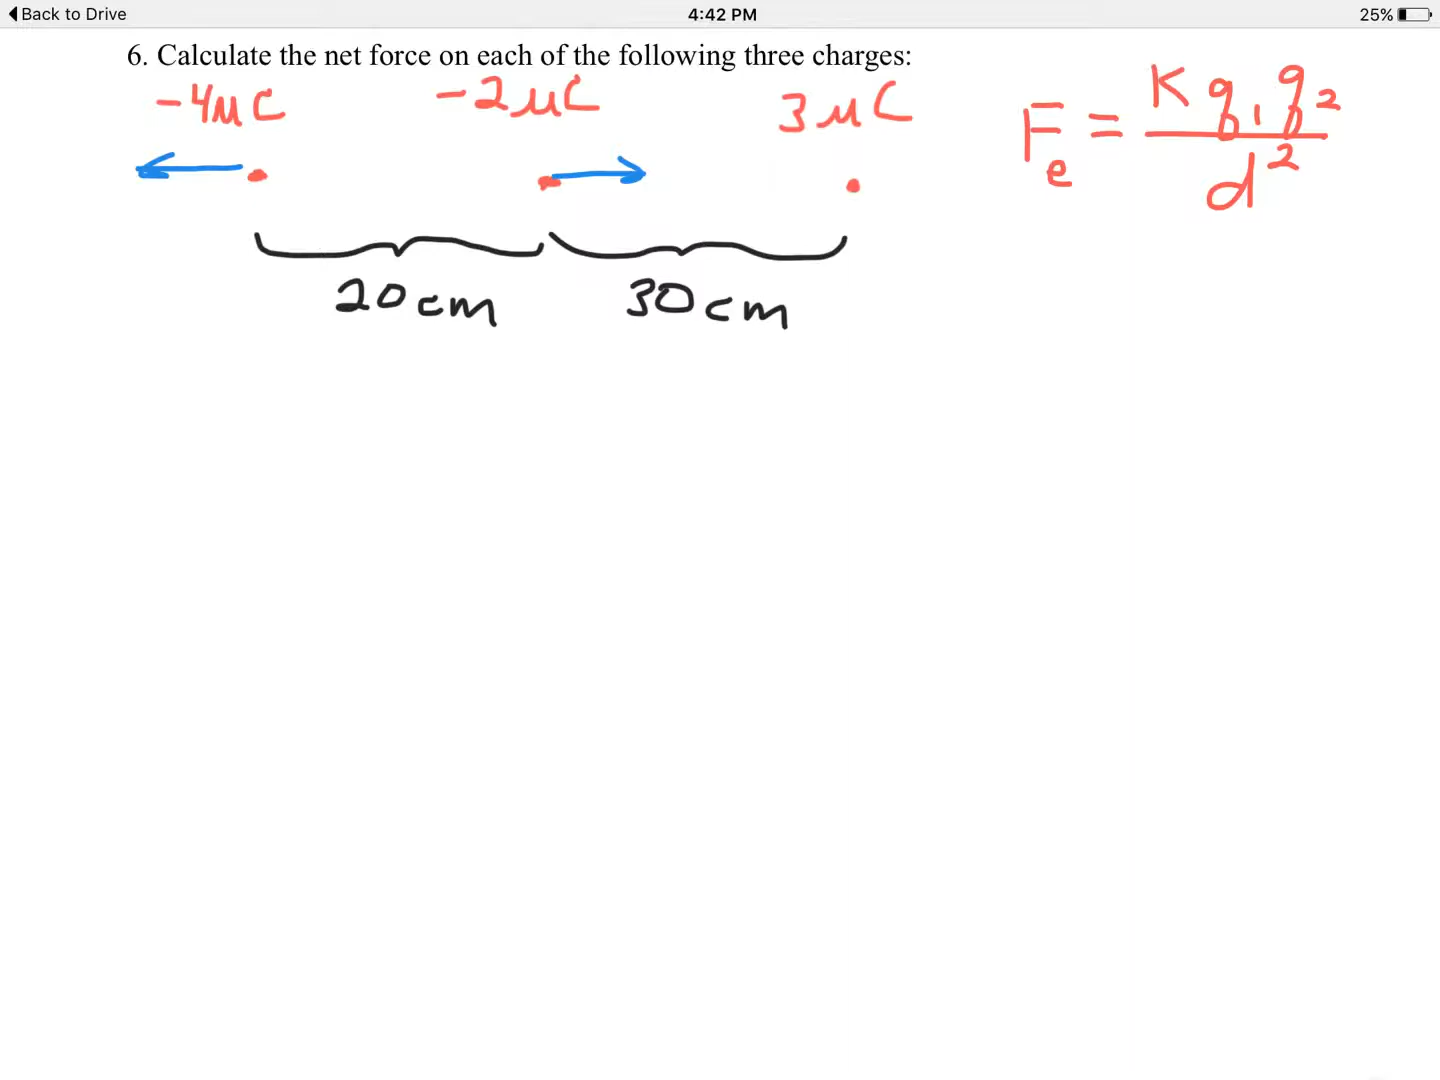 Back to Drive 4:42 PM 25%
6. Calculate the net force on each of the following three charges:
-4μC -2μC 3μC
Fe = Kq1q2 / d²
20cm 30cm